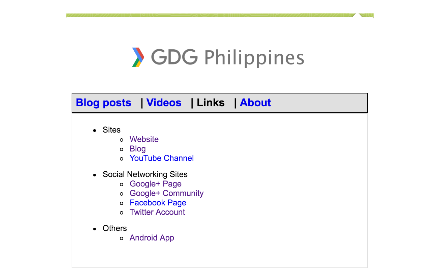 GDG Philippines
Blog posts | Videos | Links | About
Sites
Website
Blog
YouTube Channel
Social Networking Sites
Google+ Page
Google+ Community
Facebook Page
Twitter Account
Others
Android App